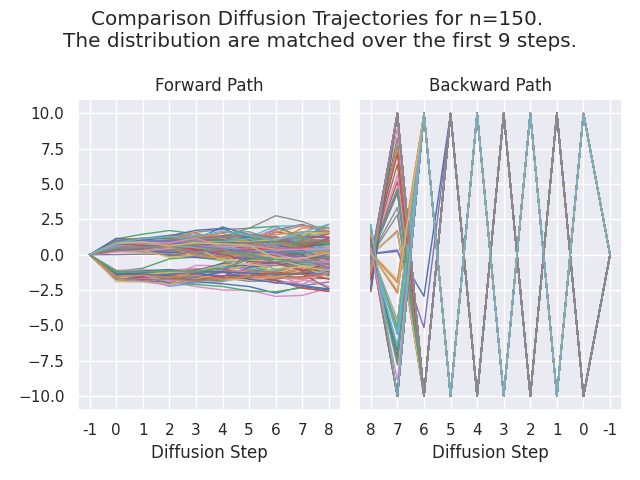 Comparison Diffusion Trajectories for n=150.
The distribution are matched over the first 9 steps.
Forward Path
Backward Path
10.0
7.5
5.0
2.5
0.0
−2.5
−5.0
−7.5
−10.0
-1 0 1 2 3 4 5 6 7 8
8 7 6 5 4 3 2 1 0 -1
Diffusion Step
Diffusion Step